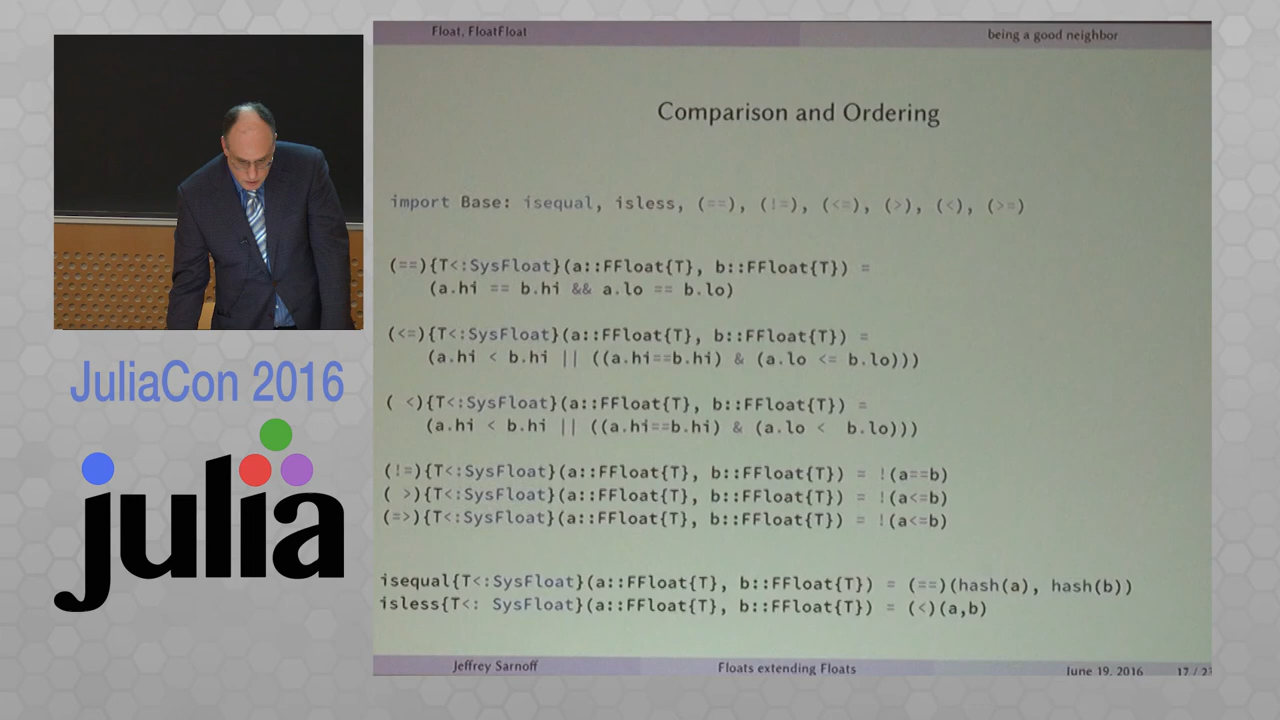 Float, FloatFloat
being a good neighbor
Comparison and Ordering
import Base: isequal, isless, (==), (!=), (<=), (>), (<), (>=)
(==){T<:SysFloat}(a::FFloat{T}, b::FFloat{T}) =
(a.hi == b.hi && a.lo == b.lo)
(<=){T<:SysFloat}(a::FFloat{T}, b::FFloat{T}) =
(a.hi < b.hi || ((a.hi==b.hi) & (a.lo <= b.lo)))
( <){T<:SysFloat}(a::FFloat{T}, b::FFloat{T}) =
(a.hi < b.hi || ((a.hi==b.hi) & (a.lo <  b.lo)))
(!=){T<:SysFloat}(a::FFloat{T}, b::FFloat{T}) = !(a==b)
( >){T<:SysFloat}(a::FFloat{T}, b::FFloat{T}) = !(a<=b)
(=>){T<:SysFloat}(a::FFloat{T}, b::FFloat{T}) = !(a<=b)
isequal{T<:SysFloat}(a::FFloat{T}, b::FFloat{T}) = (==)(hash(a), hash(b))
isless{T<: SysFloat}(a::FFloat{T}, b::FFloat{T}) = (<)(a,b)
Jeffrey Sarnoff
Floats extending Floats
June 19, 2016
17 /
JuliaCon 2016
julia